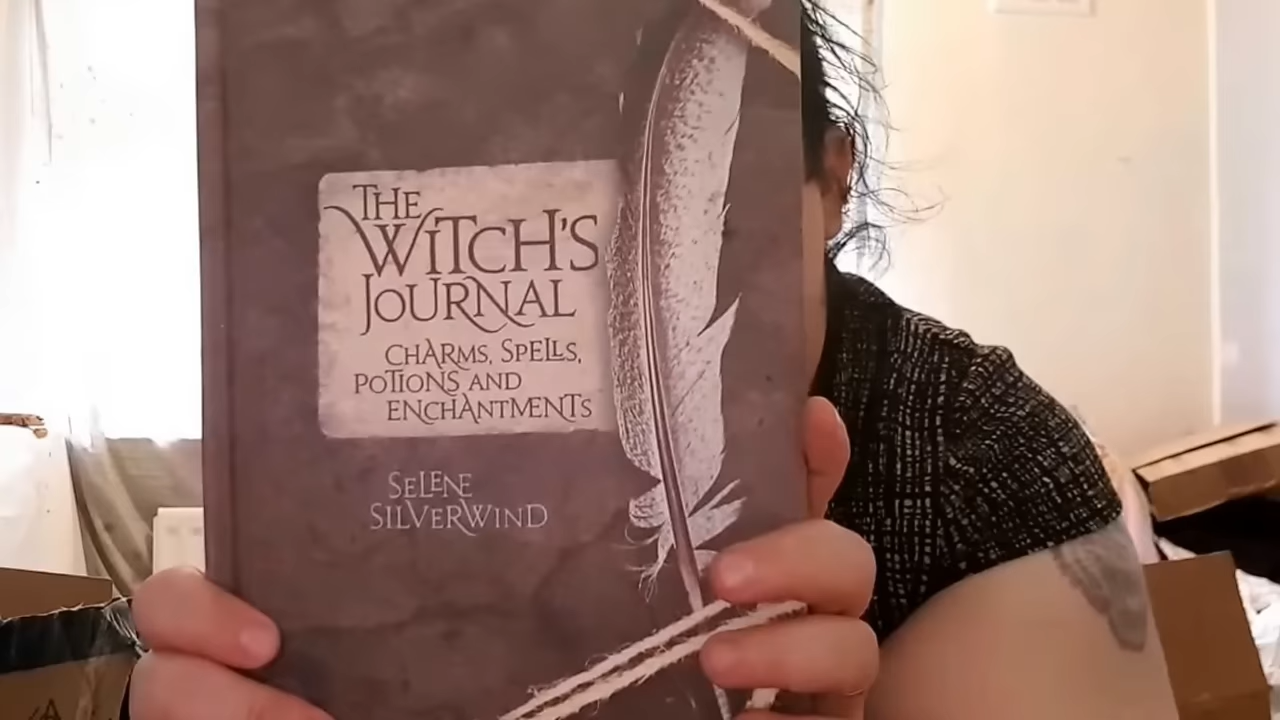 THE
WITCH'S
JOURNAL
CHARMS, SPELLS,
POTIONS AND
ENCHANTMENTS
SELENE
SILVERWIND